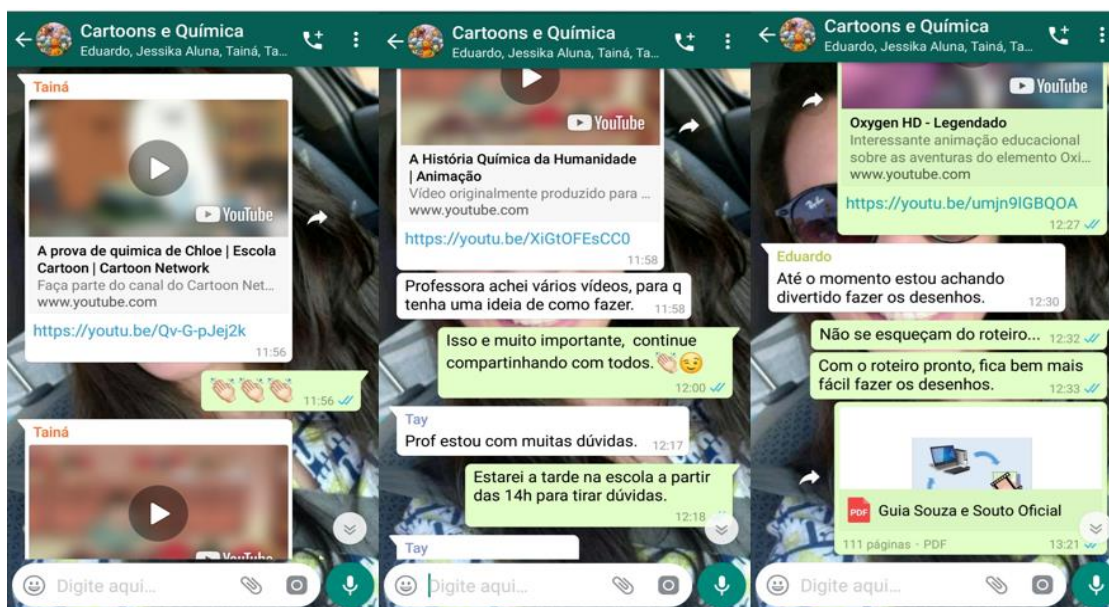 Cartoons e Química
Eduardo, Jessika Aluna, Tainá, Ta...
Tainá
YouTube
A prova de quimica de Chloe | Escola
Cartoon | Cartoon Network
Faça parte do canal do Cartoon Net...
www.youtube.com
https://youtu.be/Qv-G-pJej2k
11:56
11:56
Tainá
YouTube
Digite aqui...
Cartoons e Química
Eduardo, Jessika Aluna, Tainá, Ta...
YouTube
A História Química da Humanidade
| Animação
Vídeo originalmente produzido para ...
www.youtube.com
https://youtu.be/XiGtOFEsCC0
11:58
Professora achei vários vídeos, para q
tenha uma ideia de como fazer. 11:58
Isso e muito importante, continue
compartinhando com todos. 👏😉
12:00
Tay
Prof estou com muitas dúvidas. 12:17
Estarei a tarde na escola a partir
das 14h para tirar dúvidas.
12:18
Tay
Digite aqui...
Cartoons e Química
Eduardo, Jessika Aluna, Tainá, Ta...
YouTube
Oxygen HD - Legendado
Interessante animação educacional
sobre as aventuras do elemento Oxi...
www.youtube.com
https://youtu.be/umjn9lGBQOA
12:27
Eduardo
Até o momento estou achando
divertido fazer os desenhos. 12:30
Não se esqueçam do roteiro... 12:32
Com o roteiro pronto, fica bem mais
fácil fazer os desenhos. 12:33
PDF Guia Souza e Souto Oficial
111 páginas · PDF 13:21
Digite aqui...